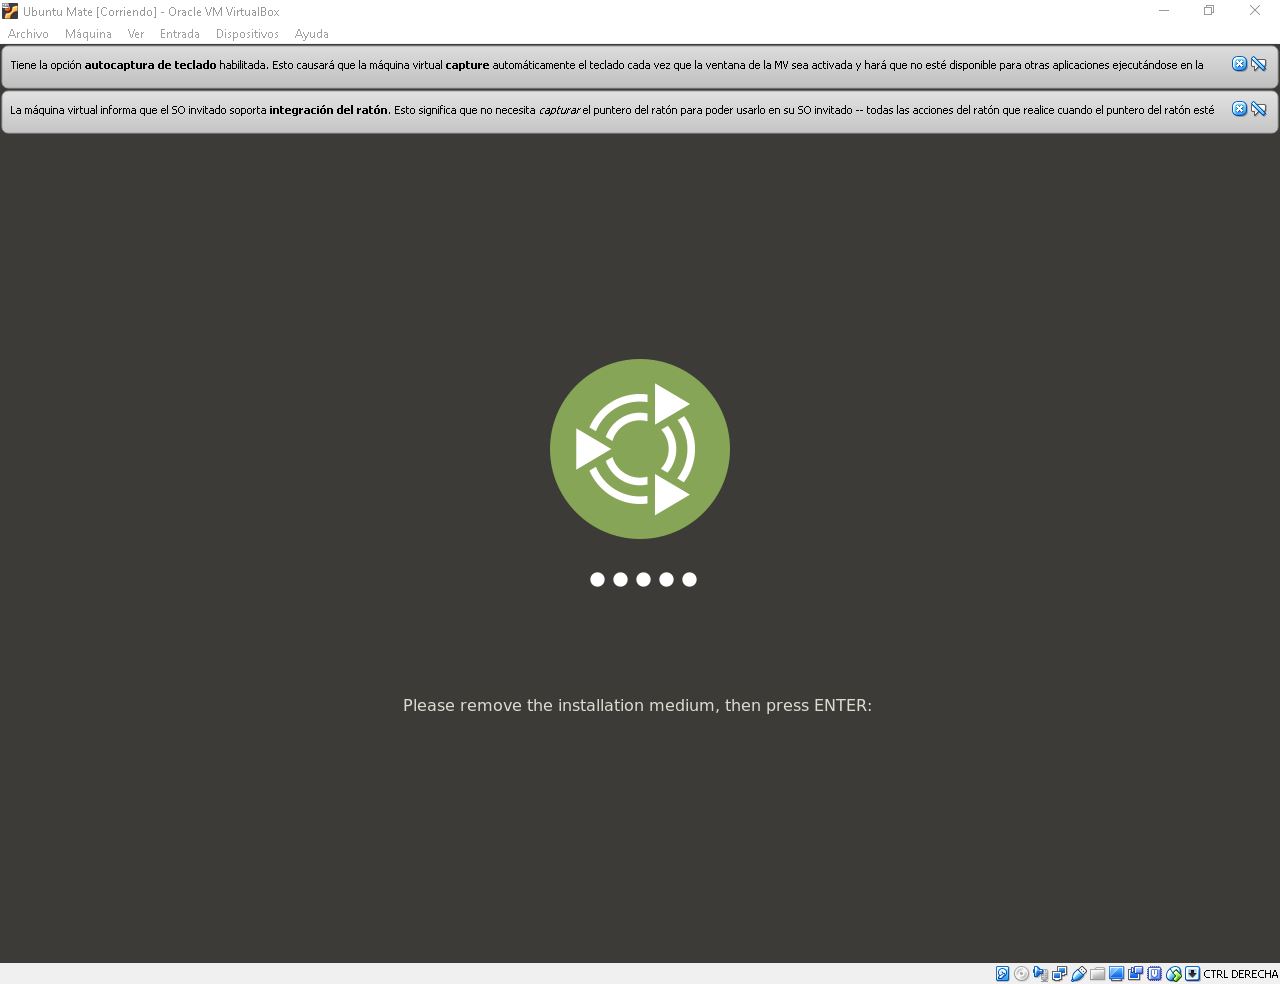 Ubuntu Mate [Corriendo] - Oracle VM VirtualBox
Archivo Máquina Ver Entrada Dispositivos Ayuda
Tiene la opción autocaptura de teclado habilitada. Esto causará que la máquina virtual capture automáticamente el teclado cada vez que la ventana de la MV sea activada y hará que no esté disponible para otras aplicaciones ejecutándose en la
La máquina virtual informa que el SO invitado soporta integración del ratón. Esto significa que no necesita capturar el puntero del ratón para poder usarlo en su SO invitado -- todas las acciones del ratón que realice cuando el puntero del ratón esté
Please remove the installation medium, then press ENTER:
CTRL DERECHA